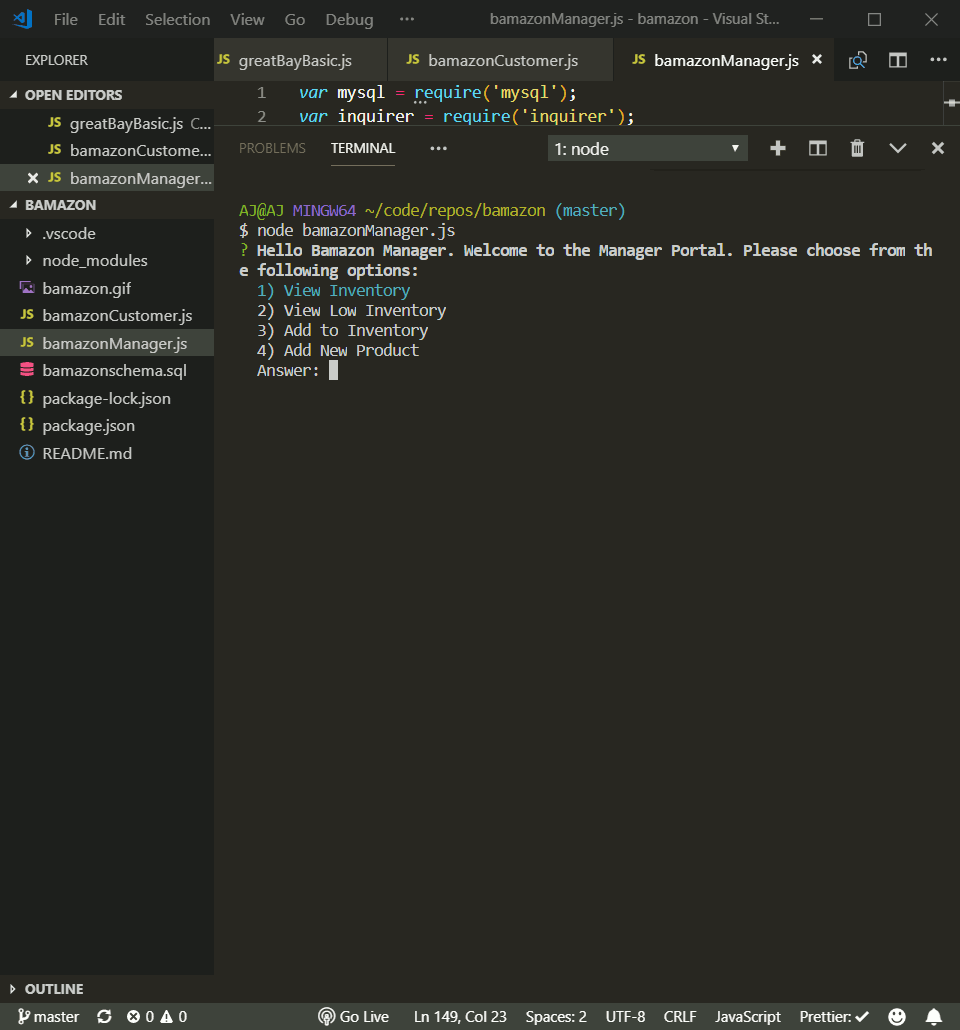 File Edit Selection View Go Debug ··· bamazonManager.js - bamazon - Visual St...
EXPLORER
JS greatBayBasic.js JS bamazonCustomer.js JS bamazonManager.js
OPEN EDITORS
JS greatBayBasic.js C...
JS bamazonCustome...
JS bamazonManager...
BAMAZON
.vscode
node_modules
bamazon.gif
JS bamazonCustomer.js
JS bamazonManager.js
bamazonschema.sql
{} package-lock.json
{} package.json
README.md
OUTLINE
1 var mysql = require('mysql');
2 var inquirer = require('inquirer');
PROBLEMS TERMINAL ··· 1: node
AJ@AJ MINGW64 ~/code/repos/bamazon (master)
$ node bamazonManager.js
? Hello Bamazon Manager. Welcome to the Manager Portal. Please choose from th
e following options:
1) View Inventory
2) View Low Inventory
3) Add to Inventory
4) Add New Product
Answer:
master 0 0 Go Live Ln 149, Col 23 Spaces: 2 UTF-8 CRLF JavaScript Prettier: ✓